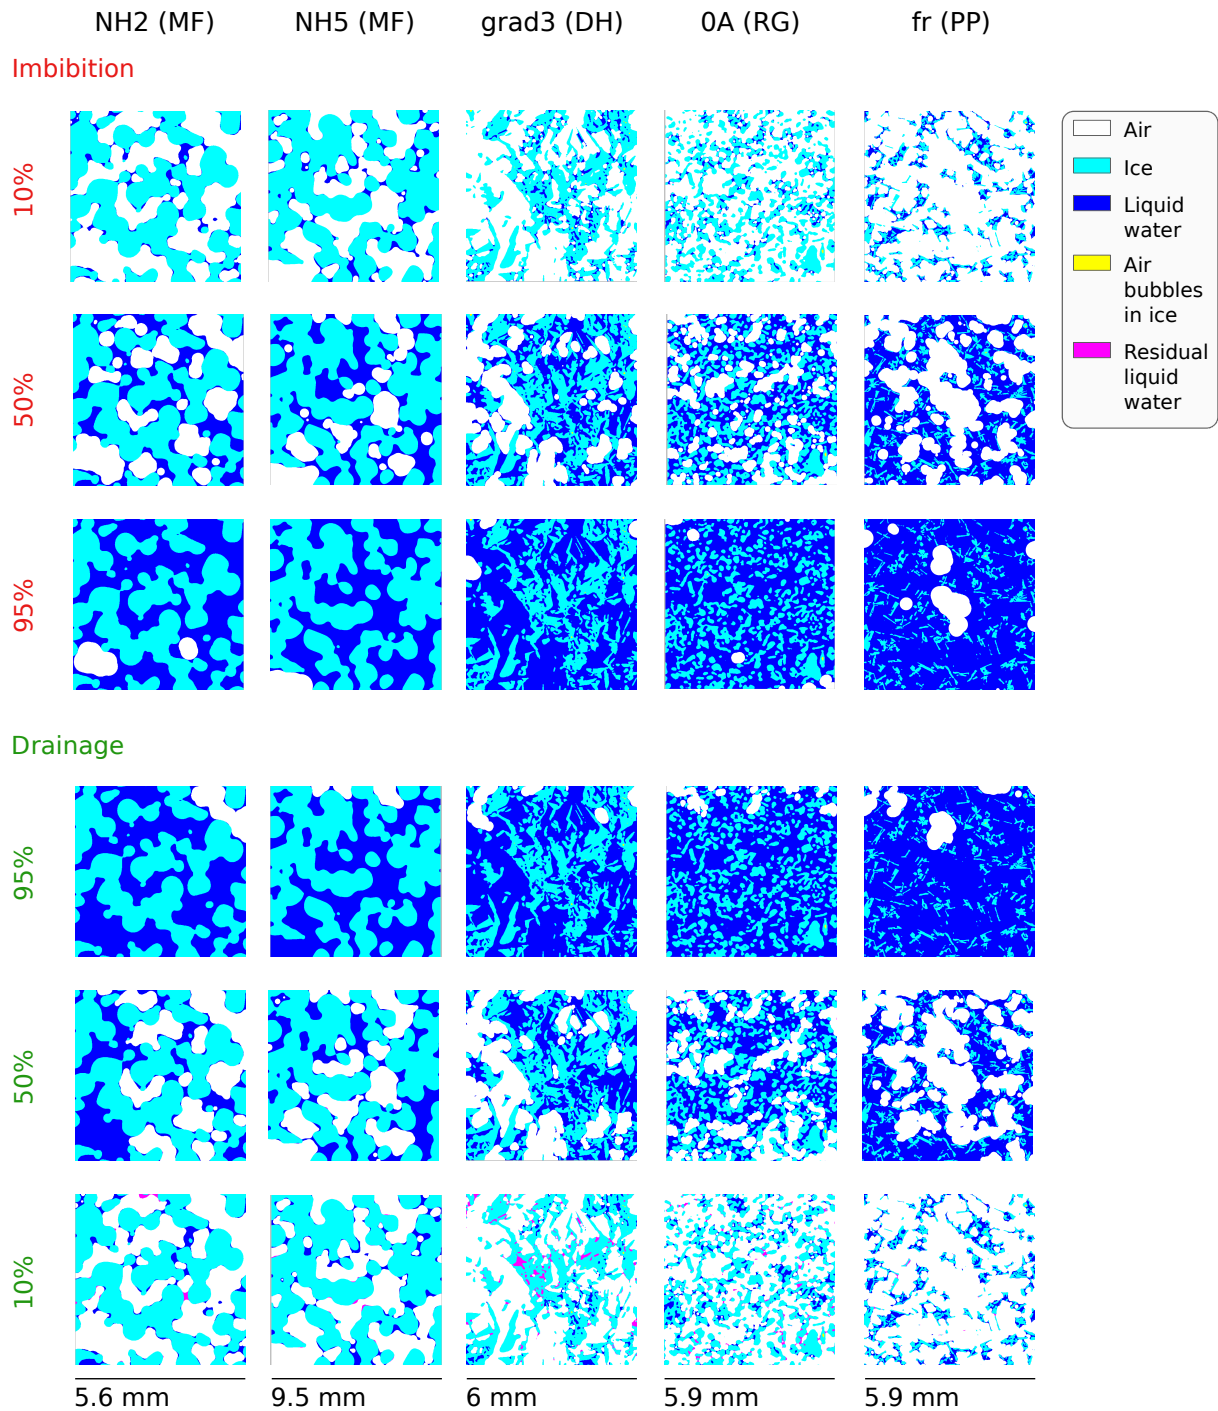 NH2 (MF) NH5 (MF) grad3 (DH) 0A (RG) fr (PP)
Imbibition
10%
50%
95%
Air
Ice
Liquid
water
Air
bubbles
in ice
Residual
liquid
water
Drainage
95%
50%
10%
5.6 mm 9.5 mm 6 mm 5.9 mm 5.9 mm